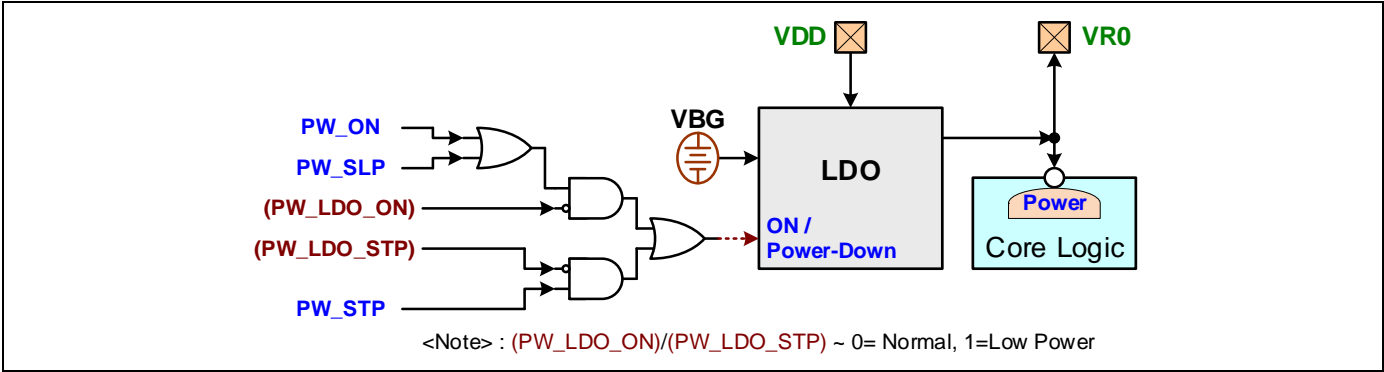 VDD
VR0
PW_ON
VBG
PW_SLP
LDO
(PW_LDO_ON)
Power
ON /
Power-Down
(PW_LDO_STP)
Core Logic
PW_STP
<Note> : (PW_LDO_ON)/(PW_LDO_STP) ~ 0= Normal, 1=Low Power